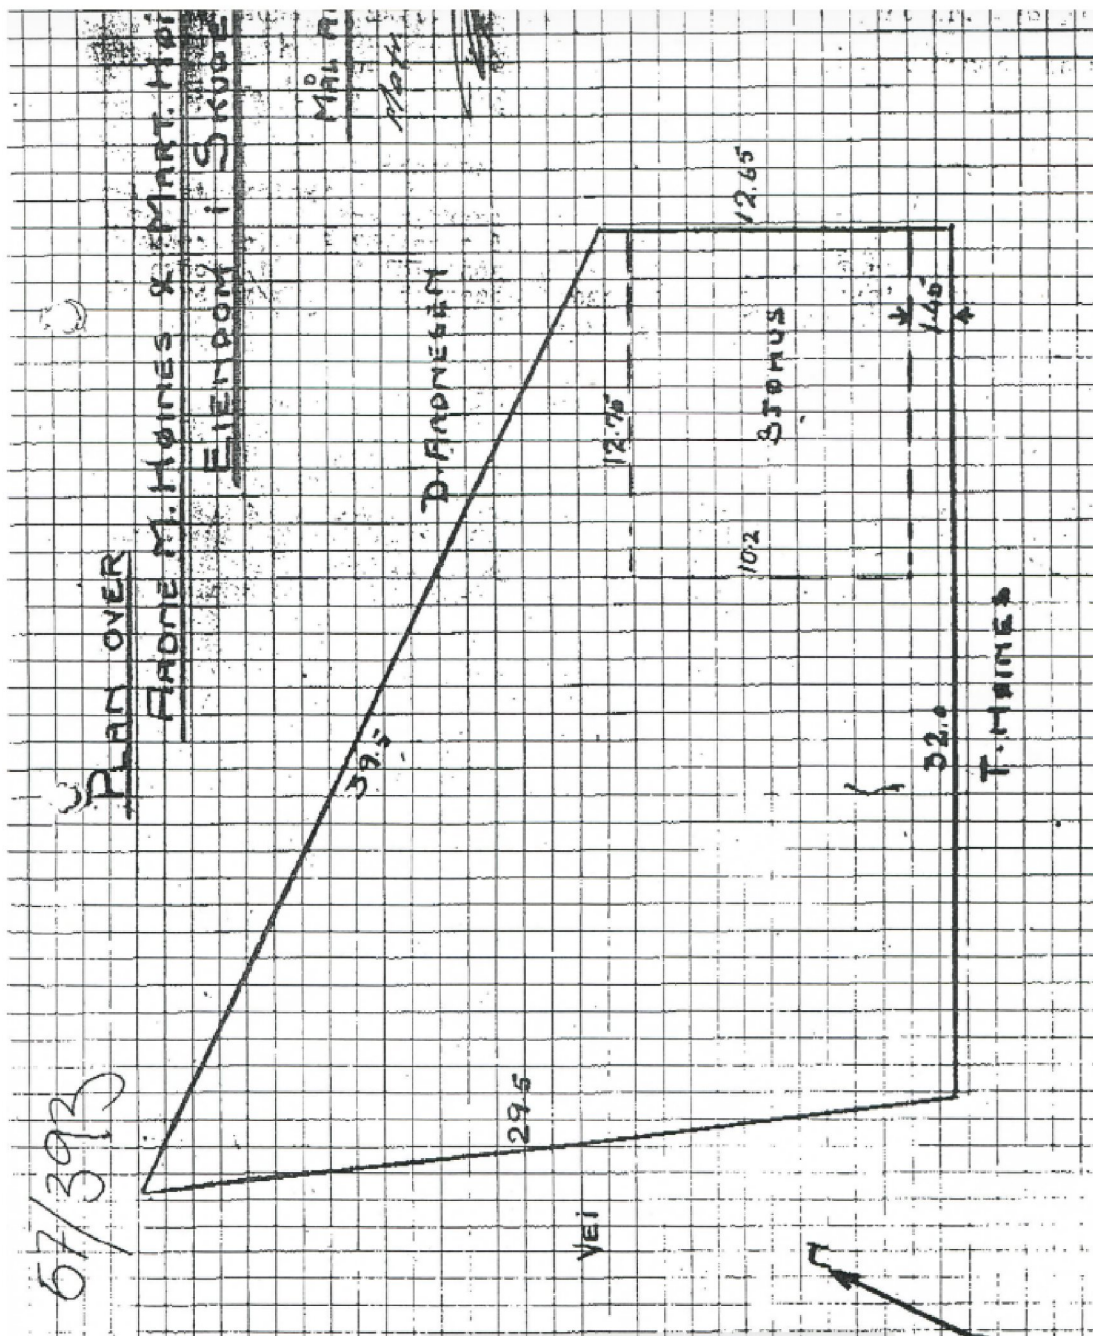 67/393
PLAN OVER
AADNE M. HØINES & MART. HØI
EIENDOM I SKUDE
MÅL
D. AADNESEN
39.5
12.65
12.75
SJOHUS
1.40
10.2
32.0
T. HØINES
29.5
VEI
N